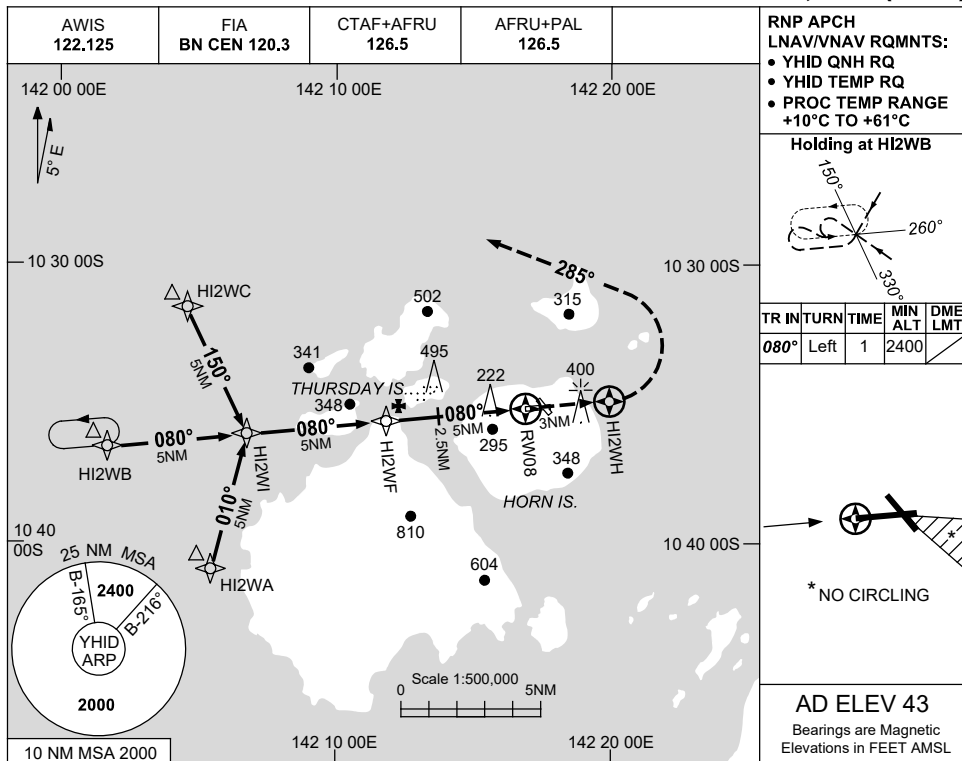 AWIS
122.125
FIA
BN CEN 120.3
CTAF+AFRU
126.5
AFRU+PAL
126.5
RNP APCH
LNAV/VNAV RQMNTS:
• YHID QNH RQ
• YHID TEMP RQ
• PROC TEMP RANGE
+10°C TO +61°C
142 00 00E
142 10 00E
142 20 00E
5° E
Holding at HI2WB
150°
260°
330°
TR IN TURN TIME MIN ALT DME LMT
080° Left 1 2400
10 30 00S
10 30 00S
285°
HI2WC
502
315
150°
5NM
341
495
THURSDAY IS.
222
400
348
080°
5NM
HI2WB
HI2WI
080°
5NM
HI2WF
2.5NM
080°
5NM
295
RW08
3NM
HI2WH
348
HORN IS.
010°
5NM
HI2WA
810
604
10 40
00S
10 40 00S
25 NM MSA
B-165°
2400
B-216°
YHID
ARP
2000
10 NM MSA 2000
Scale 1:500,000
0 5NM
142 10 00E
142 20 00E
*
*NO CIRCLING
AD ELEV 43
Bearings are Magnetic
Elevations in FEET AMSL